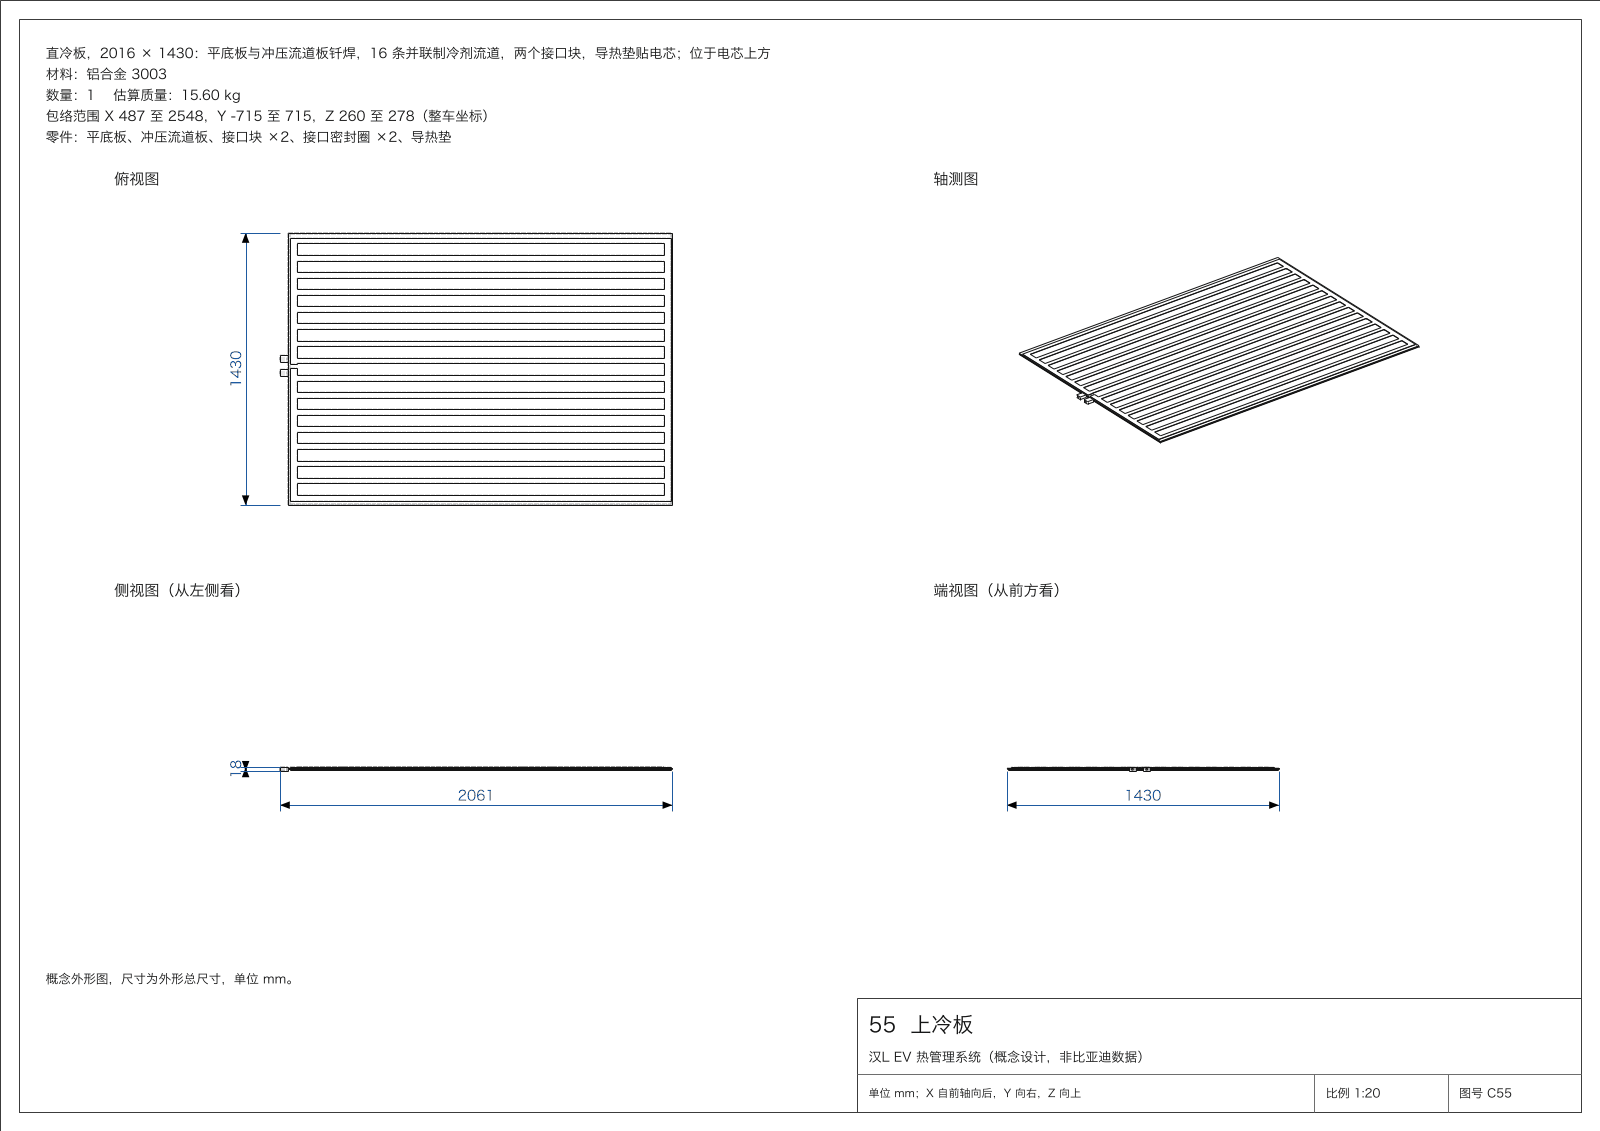 直冷板，2016 × 1430：平底板与冲压流道板钎焊，16 条并联制冷剂流道，两个接口块，导热垫贴电芯；位于电芯上方
材料：铝合金 3003
数量：1 估算质量：15.60 kg
包络范围 X 487 至 2548，Y -715 至 715，Z 260 至 278（整车坐标）
零件：平底板、冲压流道板、接口块 ×2、接口密封圈 ×2、导热垫
俯视图
轴测图
1430
侧视图（从左侧看）
端视图（从前方看）
18
2061
1430
概念外形图，尺寸为外形总尺寸，单位 mm。
55 上冷板
汉L EV 热管理系统（概念设计，非比亚迪数据）
单位 mm；X 自前轴向后，Y 向右，Z 向上
比例 1:20
图号 C55